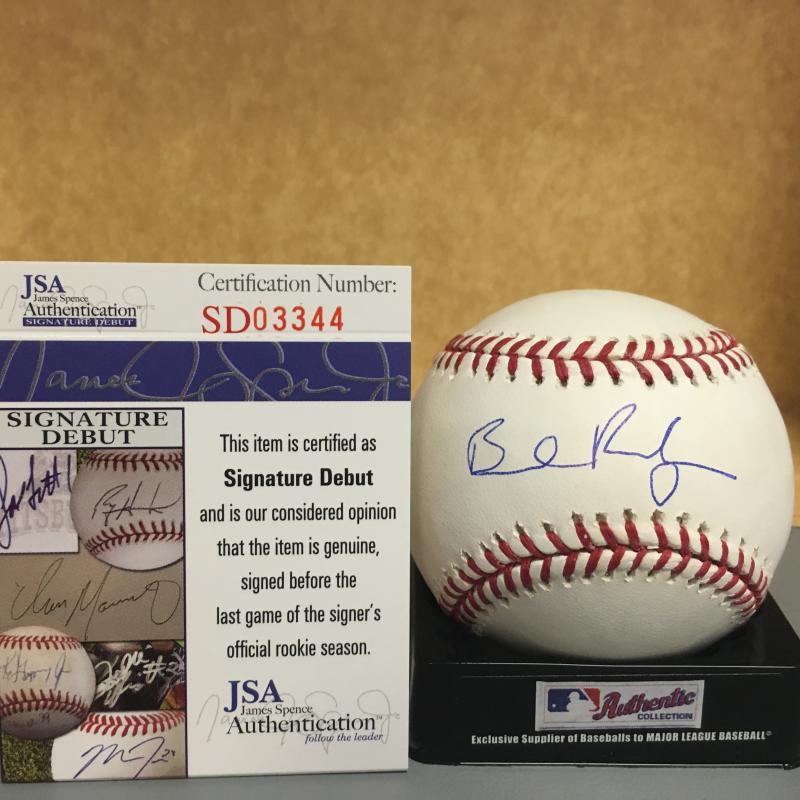 JSA
James Spence
Authentication
SIGNATURE DEBUT
Certification Number:
SD03344
SIGNATURE
DEBUT
This item is certified as
Signature Debut
and is our considered opinion
that the item is genuine,
signed before the
last game of the signer's
official rookie season.
JSA
James Spence
Authentication™
follow the leader
Authentic
COLLECTION
Exclusive Supplier of Baseballs to MAJOR LEAGUE BASEBALL®